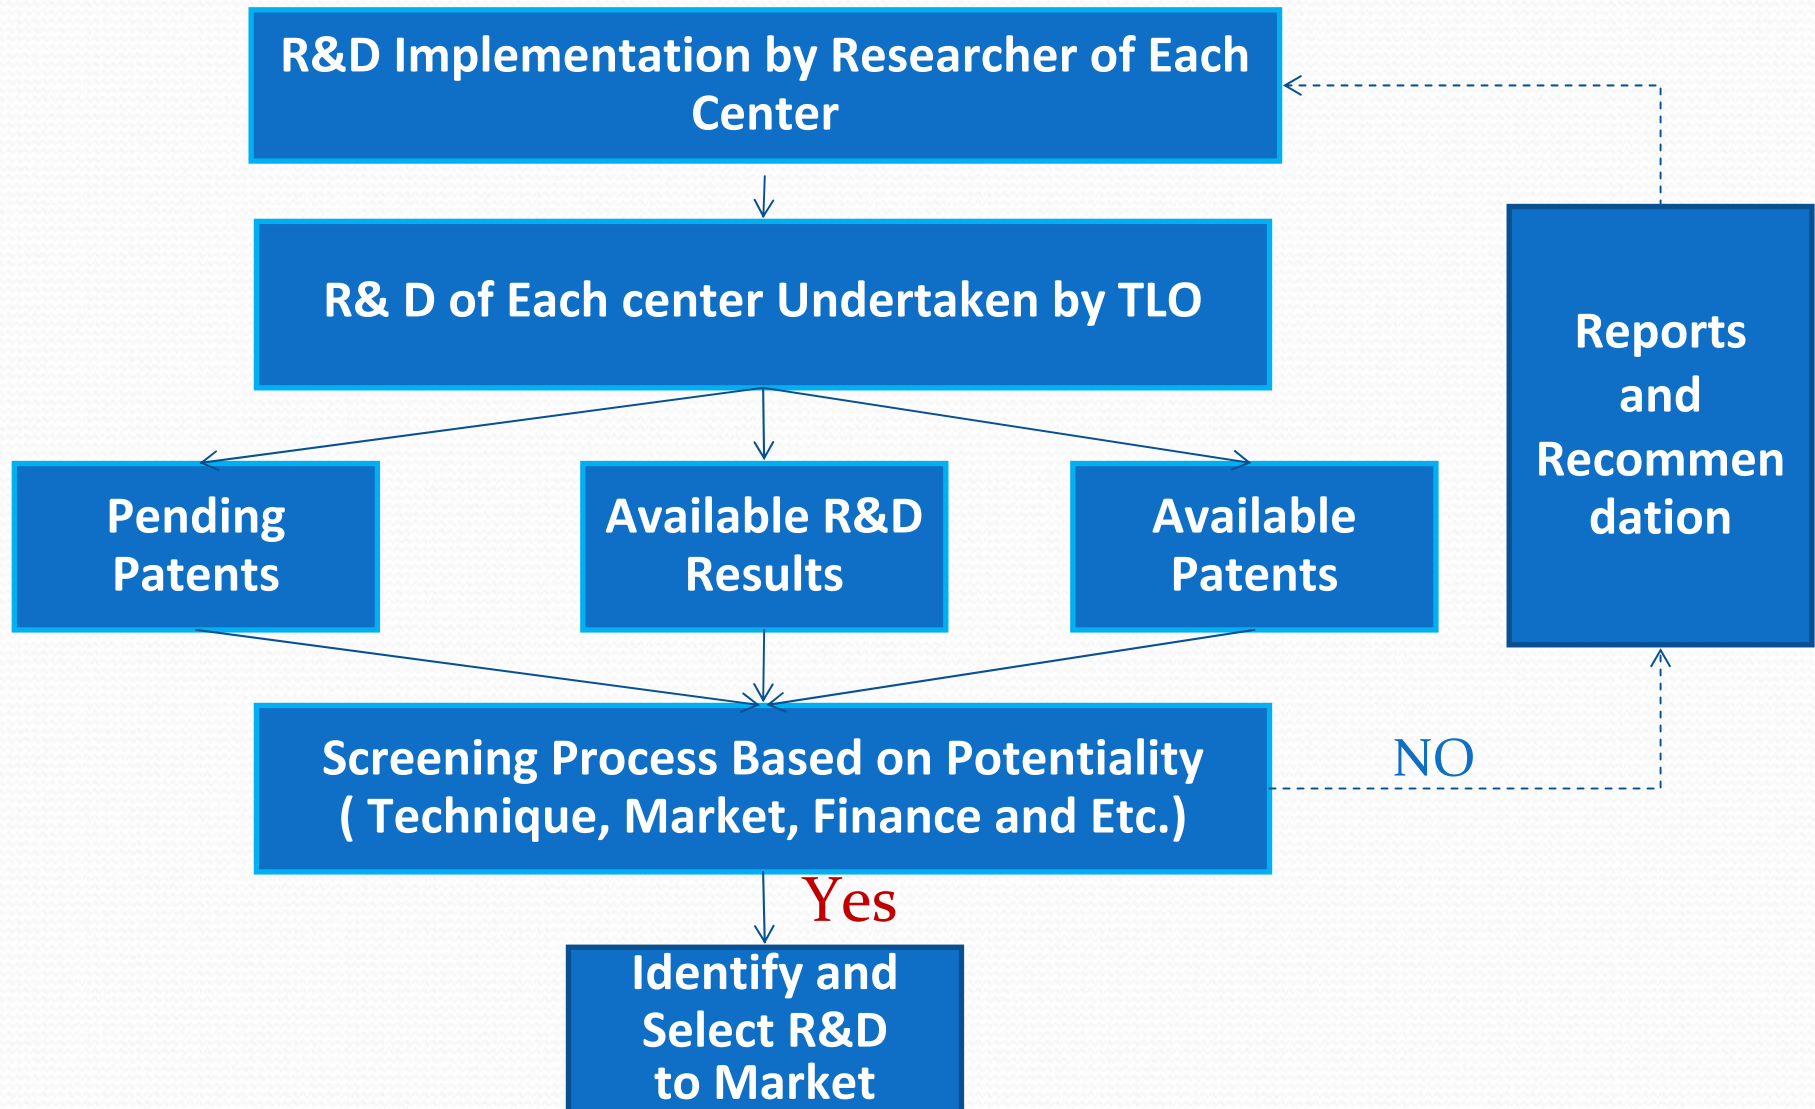 R&D Implementation by Researcher of Each
Center
R& D of Each center Undertaken by TLO
Pending
Patents
Available R&D
Results
Available
Patents
Reports
and
Recommen
dation
Screening Process Based on Potentiality
( Technique, Market, Finance and Etc.)
NO
Yes
Identify and
Select R&D
to Market